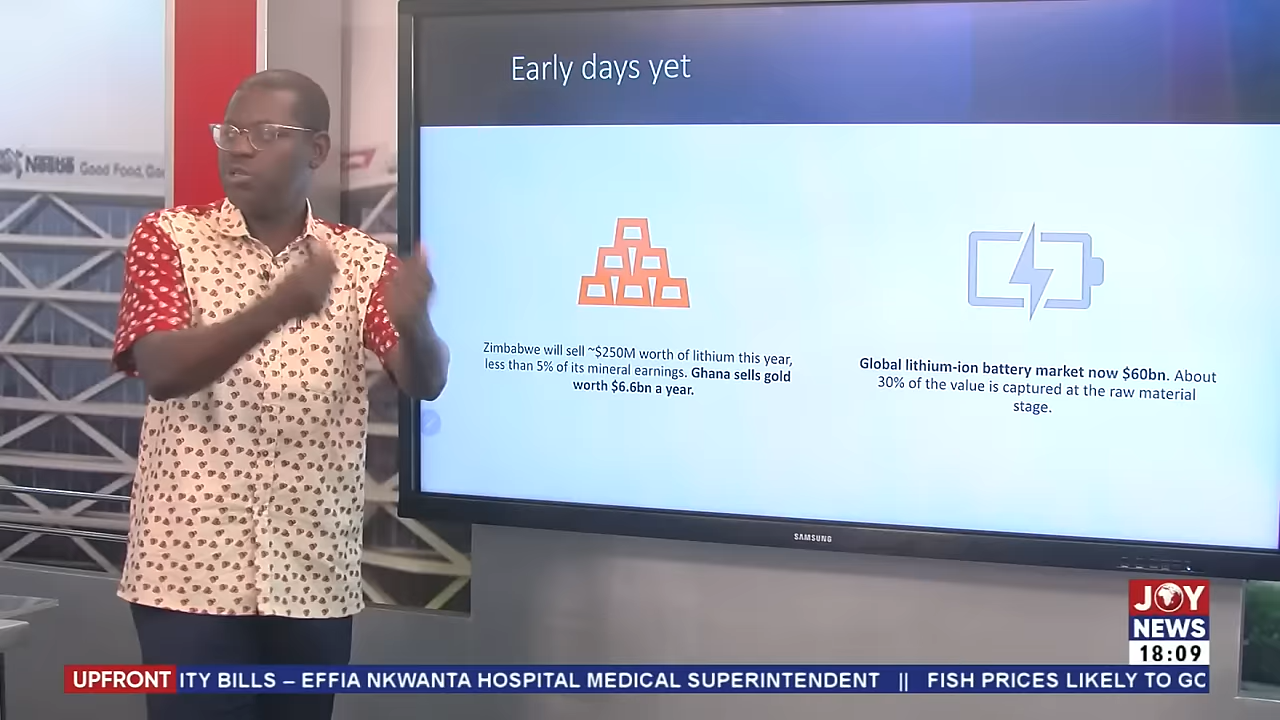 Early days yet
Nestlé Good Food, Goo
Zimbabwe will sell ~$250M worth of lithium this year,
less than 5% of its mineral earnings. Ghana sells gold
worth $6.6bn a year.
Global lithium-ion battery market now $60bn. About
30% of the value is captured at the raw material
stage.
SAMSUNG
JOY
NEWS
18:09
UPFRONT
ITY BILLS – EFFIA NKWANTA HOSPITAL MEDICAL SUPERINTENDENT || FISH PRICES LIKELY TO GO